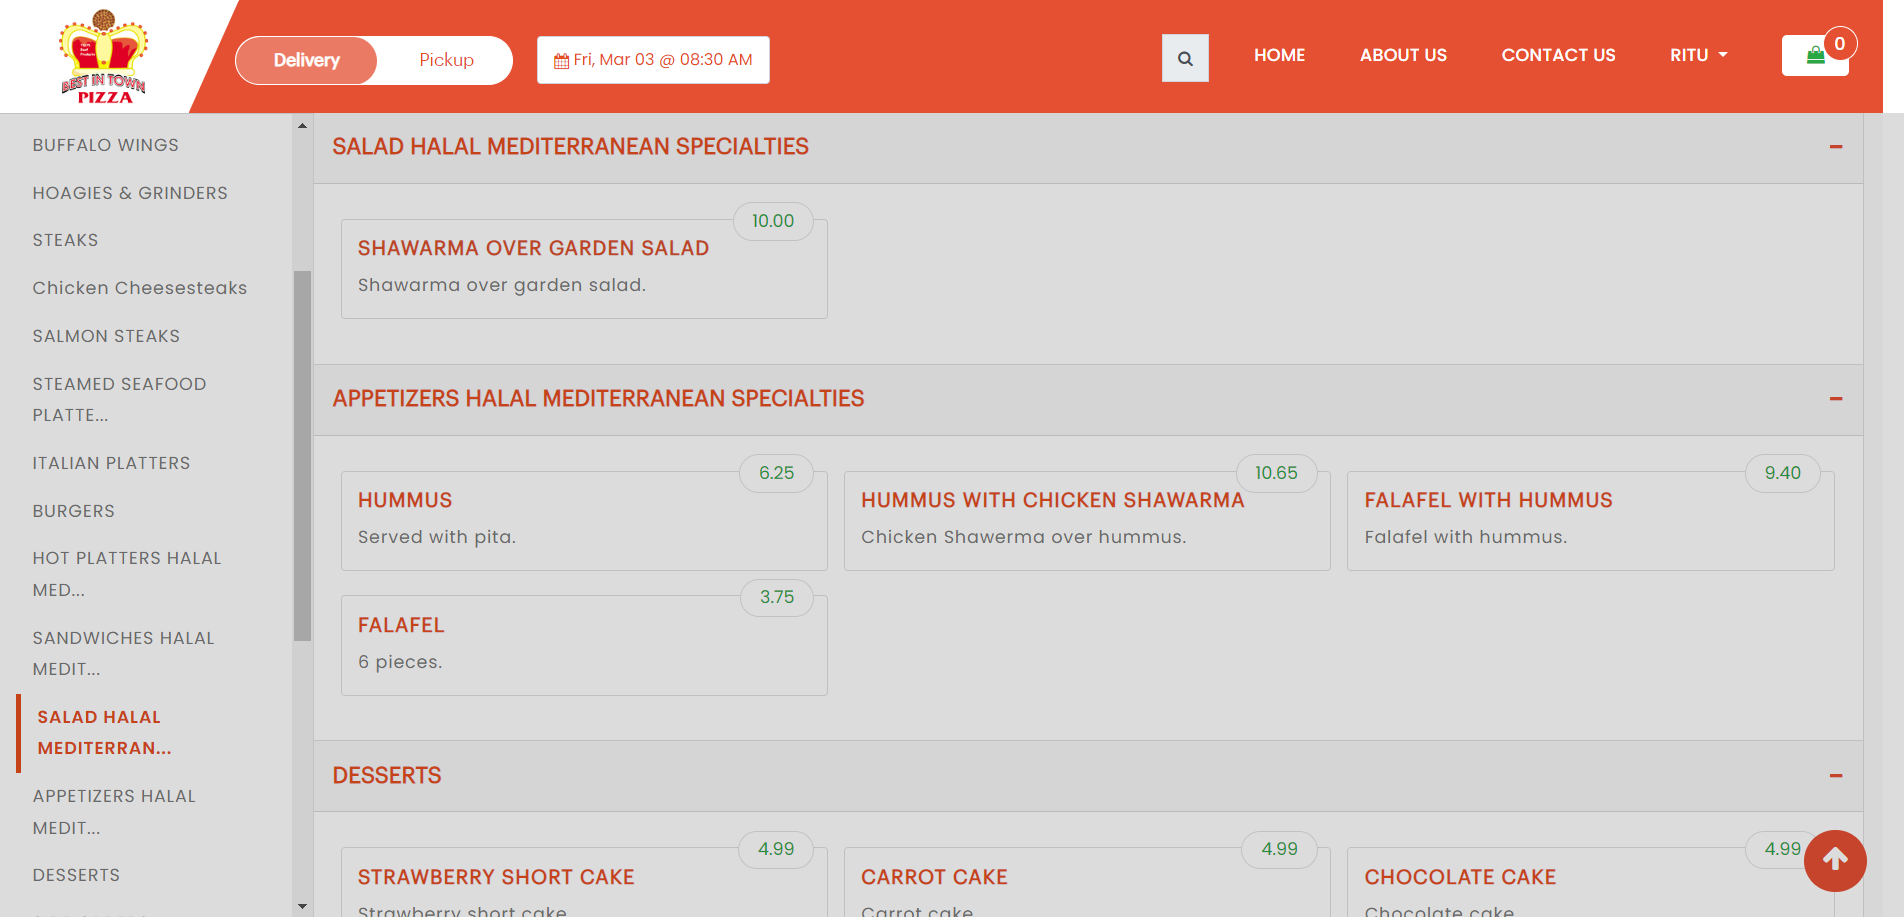 BEST IN TOWN
PIZZA
Delivery
Pickup
Fri, Mar 03 @ 08:30 AM
HOME
ABOUT US
CONTACT US
RITU
0
BUFFALO WINGS
HOAGIES & GRINDERS
STEAKS
Chicken Cheesesteaks
SALMON STEAKS
STEAMED SEAFOOD
PLATTE...
ITALIAN PLATTERS
BURGERS
HOT PLATTERS HALAL
MED...
SANDWICHES HALAL
MEDIT...
SALAD HALAL
MEDITERRAN...
APPETIZERS HALAL
MEDIT...
DESSERTS
SALAD HALAL MEDITERRANEAN SPECIALTIES
10.00
SHAWARMA OVER GARDEN SALAD
Shawarma over garden salad.
APPETIZERS HALAL MEDITERRANEAN SPECIALTIES
6.25
HUMMUS
Served with pita.
10.65
HUMMUS WITH CHICKEN SHAWARMA
Chicken Shawerma over hummus.
9.40
FALAFEL WITH HUMMUS
Falafel with hummus.
3.75
FALAFEL
6 pieces.
DESSERTS
4.99
STRAWBERRY SHORT CAKE
Strawberry short cake
4.99
CARROT CAKE
Carrot cake
4.99
CHOCOLATE CAKE
Chocolate cake